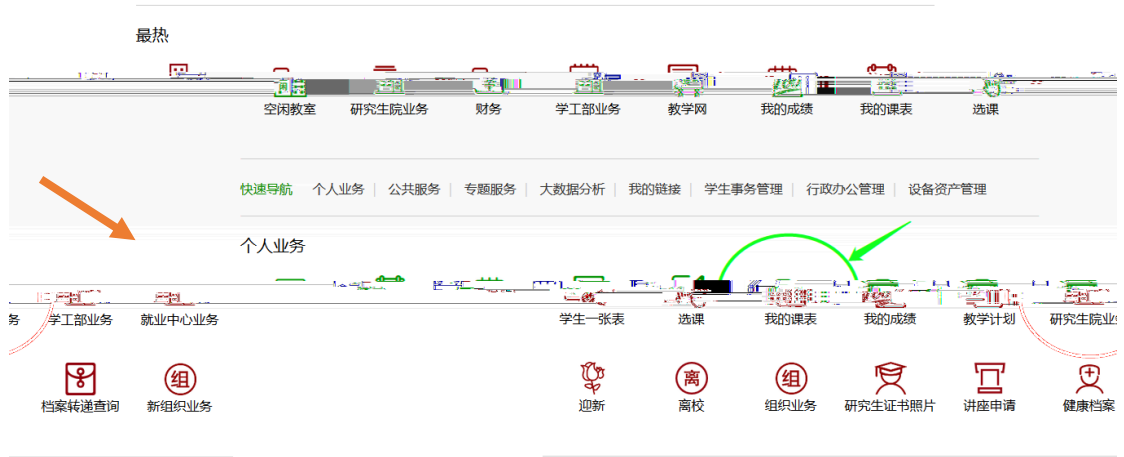 最热
空闲教室 研究生院业务 财务 学工部业务 教学网 我的成绩 我的课表 选课
快速导航 个人业务 公共服务 专题服务 大数据分析 我的链接 学生事务管理 行政办公管理 设备资产管理
个人业务
务 学工部业务 就业中心业务 学生一张表 选课 我的课表 我的成绩 教学计划 研究生院业
组 离 组
档案转递查询 新组织业务 迎新 离校 组织业务 研究生证书照片 讲座申请 健康档案